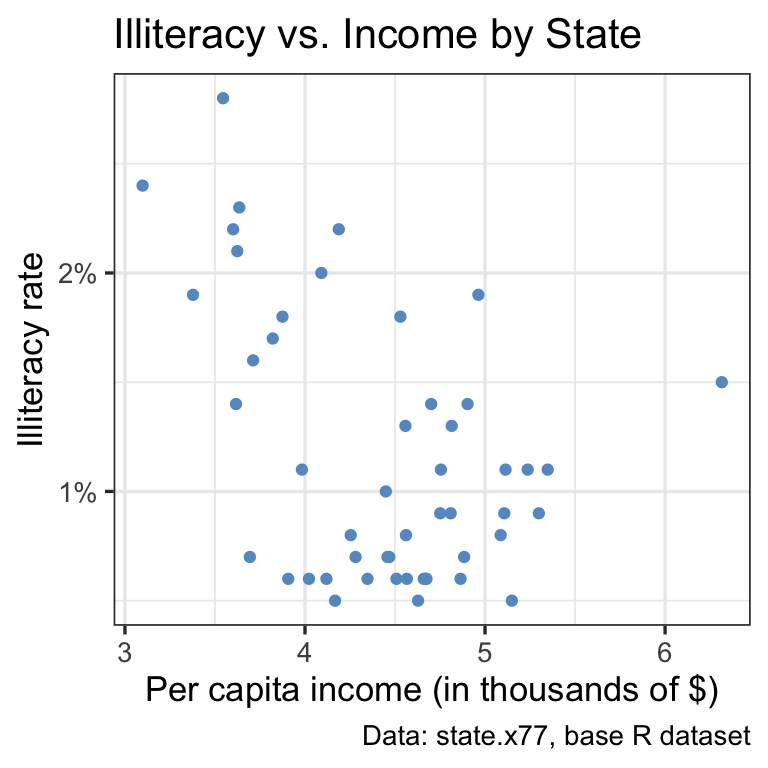 Illiteracy vs. Income by State
Illiteracy rate
2%
1%
3 4 5 6
Per capita income (in thousands of $)
Data: state.x77, base R dataset